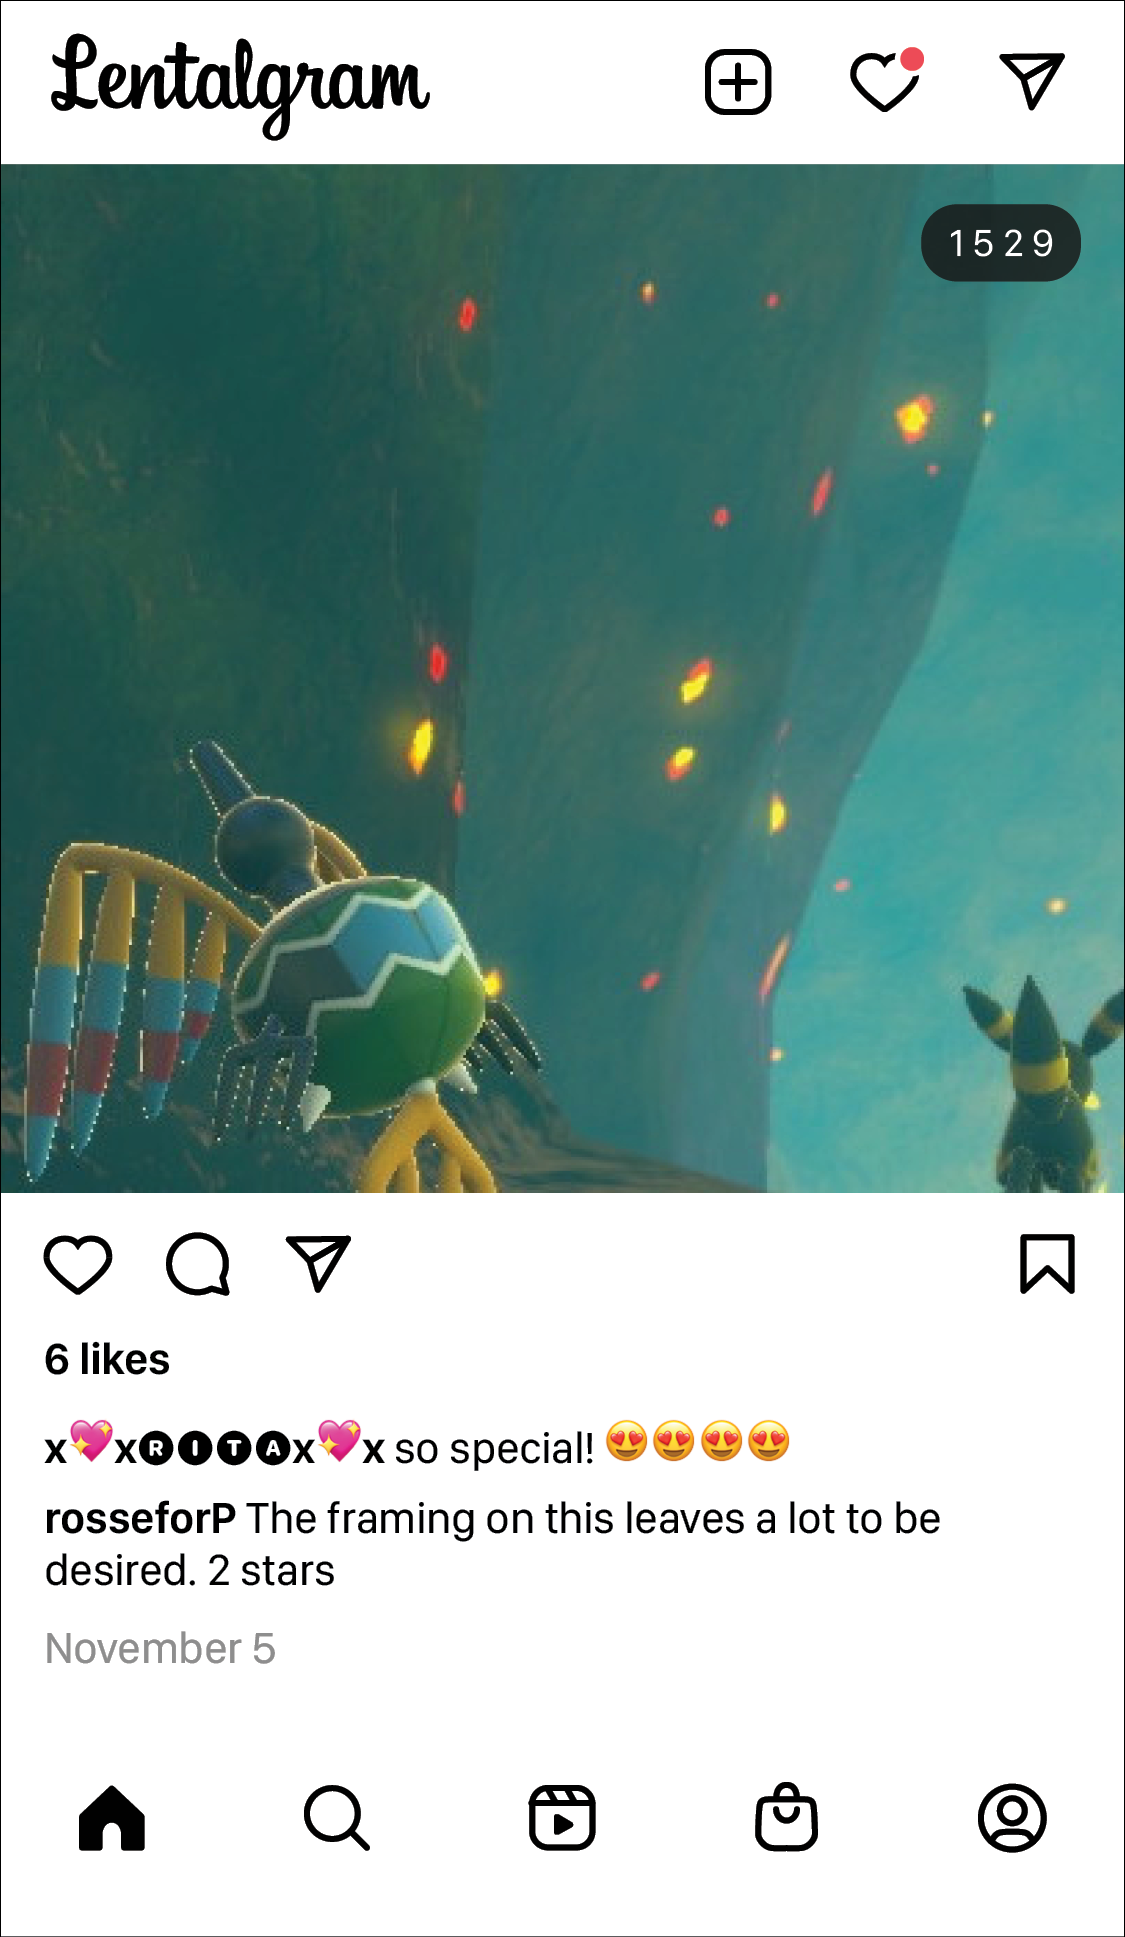 Lentalgram
1529
6 likes
x💖x🅡🅘🅣🅐x💖x so special! 😍😍😍😍
rosseforP The framing on this leaves a lot to be
desired. 2 stars
November 5